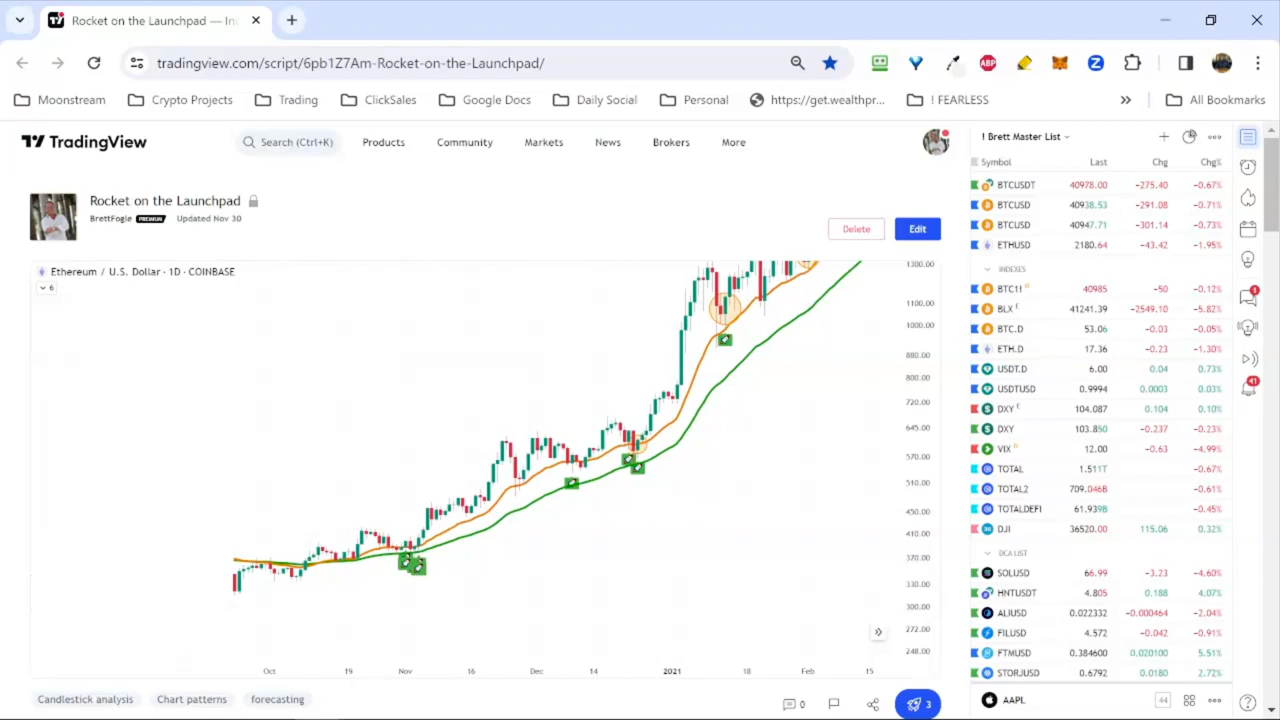 Rocket on the Launchpad — In
tradingview.com/script/6pb1Z7Am-Rocket-on-the-Launchpad/
ABP
Moonstream Crypto Projects Trading ClickSales Google Docs Daily Social Personal https://get.wealthpr... ! FEARLESS » All Bookmarks
TradingView Search (Ctrl+K) Products Community Markets News Brokers More
Rocket on the Launchpad
BrettFogle PREMIUM Updated Nov 30
Delete Edit
Ethereum / U.S. Dollar · 1D · COINBASE
6
1300.00
1100.00
1000.00
880.00
800.00
720.00
645.00
570.00
510.00
450.00
410.00
370.00
330.00
300.00
272.00
248.00
Oct 19 Nov 16 Dec 14 2021 18 Feb 15
Candlestick analysis Chart patterns forecasting
0
3
! Brett Master List
Symbol Last Chg Chg%
BTCUSDT 40978.00 -275.40 -0.67%
BTCUSD 40938.53 -291.08 -0.71%
BTCUSD 40947.71 -301.14 -0.73%
ETHUSD 2180.64 -43.42 -1.95%
INDEXES
BTC1! 40985 -50 -0.12%
BLX 41241.39 -2549.10 -5.82%
BTC.D 53.06 -0.03 -0.05%
ETH.D 17.36 -0.23 -1.30%
USDT.D 6.00 0.04 0.73%
USDTUSD 0.9994 0.0003 0.03%
DXY 104.087 0.104 0.10%
DXY 103.850 -0.237 -0.23%
VIX 12.00 -0.63 -4.99%
TOTAL 1.511T -0.67%
TOTAL2 709.046B -0.61%
TOTALDEFI 61.939B -0.45%
DJI 36520.00 115.06 0.32%
DCA LIST
SOLUSD 66.99 -3.23 -4.60%
HNTUSDT 4.805 0.188 4.07%
ALIUSD 0.022332 -0.000464 -2.04%
FILUSD 4.572 -0.042 -0.91%
FTMUSD 0.384600 0.020100 5.51%
STORJUSD 0.6792 0.0180 2.72%
AAPL
1
41